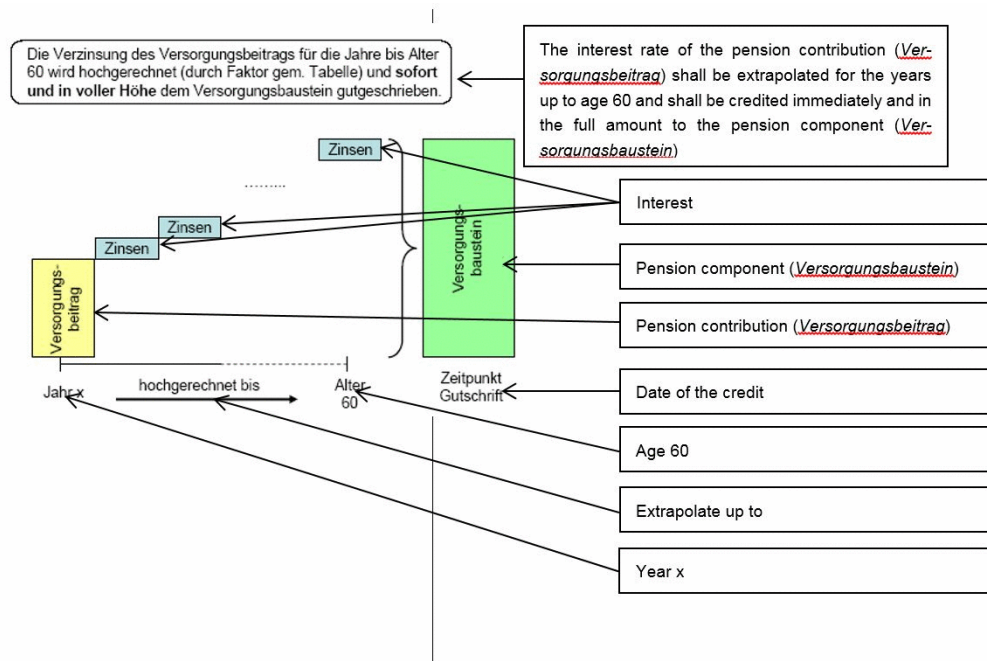 Die Verzinsung des Versorgungsbeitrags für die Jahre bis Alter
60 wird hochgerechnet (durch Faktor gem. Tabelle) und sofort
und in voller Höhe dem Versorgungsbaustein gutgeschrieben.
The interest rate of the pension contribution (Ver-
sorgungsbeitrag) shall be extrapolated for the years
up to age 60 and shall be credited immediately and in
the full amount to the pension component (Ver-
sorgungsbaustein)
Zinsen
.........
Zinsen
Zinsen
Versorgungs-
beitrag
Versorgungs-
baustein
Interest
Pension component (Versorgungsbaustein)
Pension contribution (Versorgungsbeitrag)
Jahr x
hochgerechnet bis
Alter
60
Zeitpunkt
Gutschrift
Date of the credit
Age 60
Extrapolate up to
Year x